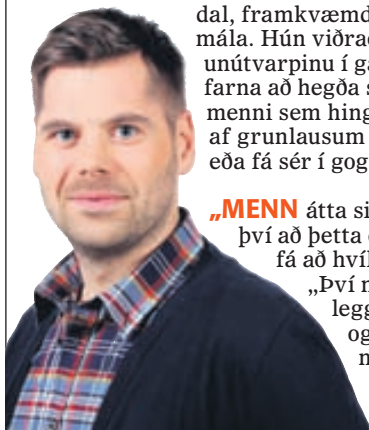 dal, framkvæmd
mála. Hún viðrað
unútvarpinu í ga
farna að hegða s
menni sem hing
af grunlausum
eða fá sér í gog
„MENN átta si
því að þetta
fá að hvíl
„Því n
legg
og
n